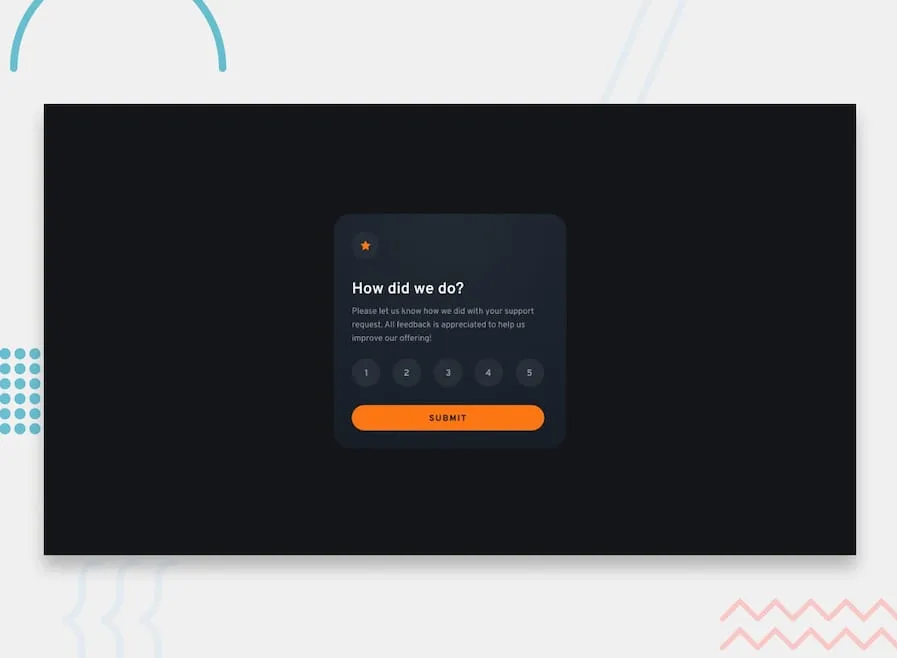 How did we do?
Please let us know how we did with your support
request. All feedback is appreciated to help us
improve our offering!
1 2 3 4 5
SUBMIT